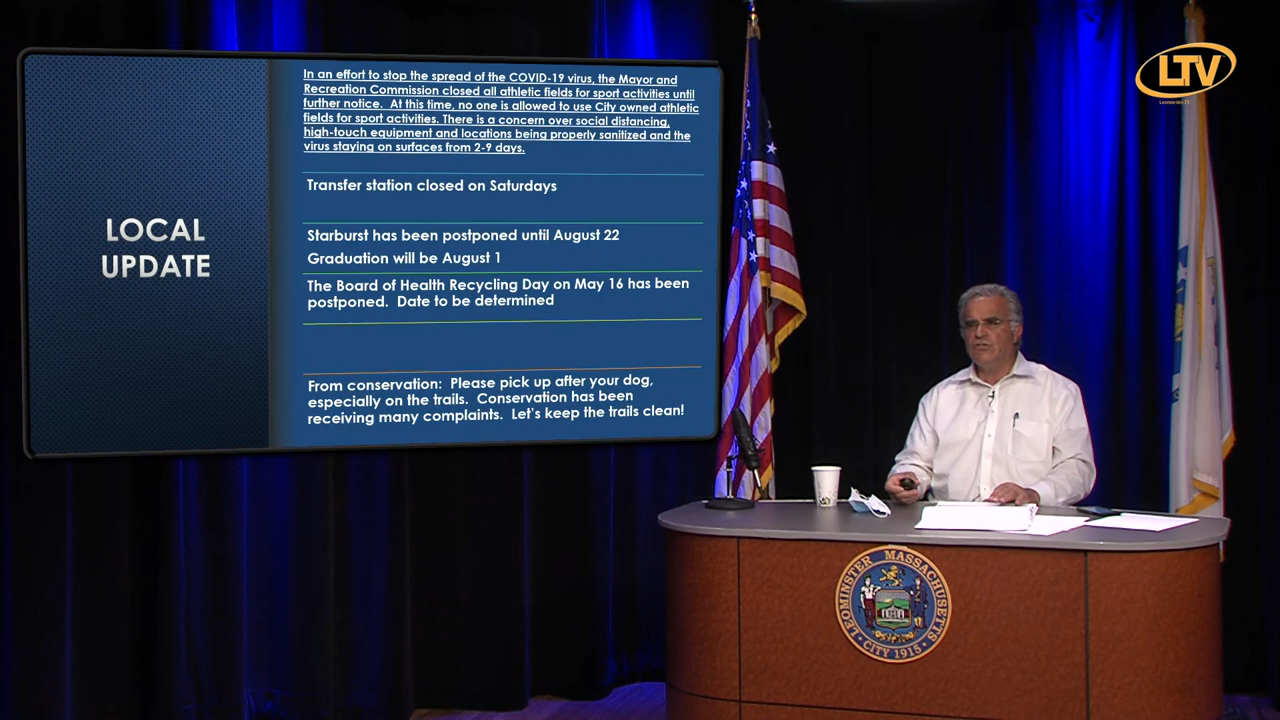 LTV
Leominster.TV
In an effort to stop the spread of the COVID-19 virus, the Mayor and
Recreation Commission closed all athletic fields for sport activities until
further notice. At this time, no one is allowed to use City owned athletic
fields for sport activities. There is a concern over social distancing,
high-touch equipment and locations being properly sanitized and the
virus staying on surfaces from 2-9 days.
Transfer station closed on Saturdays
LOCAL
UPDATE
Starburst has been postponed until August 22
Graduation will be August 1
The Board of Health Recycling Day on May 16 has been
postponed. Date to be determined
From conservation: Please pick up after your dog,
especially on the trails. Conservation has been
receiving many complaints. Let's keep the trails clean!
LEOMINSTER MASSACHUSETTS
CITY 1915